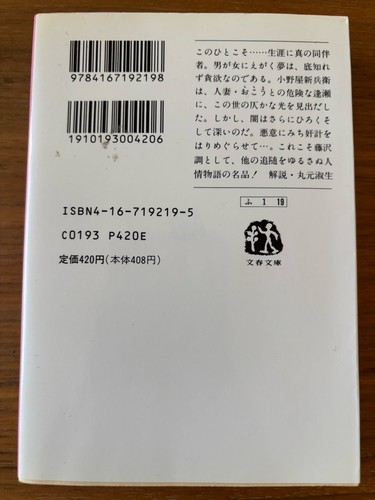 9784167192198
1910193004206
このひとこそ……生涯に真の同伴
者。男が女にえがく夢は、底知れ
ず貪欲なのである。小野屋新兵衛
は、人妻・おこうとの危険な逢瀬
に、この世の仄かな光を見出だし
た。しかし、闇はさらにひろくそ
して深いのだ。悪意にみち奸計を
はりめぐらせて…。これこそ藤沢
調として、他の追随をゆるさぬ人
情物語の名品! 解説・丸元淑生
ISBN4-16-719219-5
C0193 P420E
定価420円(本体408円)
ふ 1 19
文春文庫